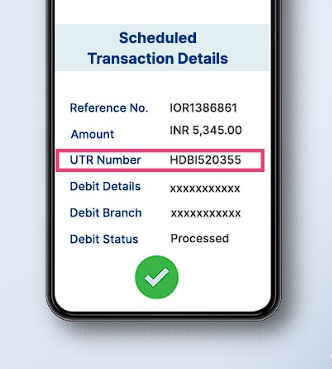 Scheduled
Transaction Details
Reference No. IOR1386861
Amount INR 5,345.00
UTR Number HDBI520355
Debit Details xxxxxxxxxxx
Debit Branch xxxxxxxxxxx
Debit Status Processed